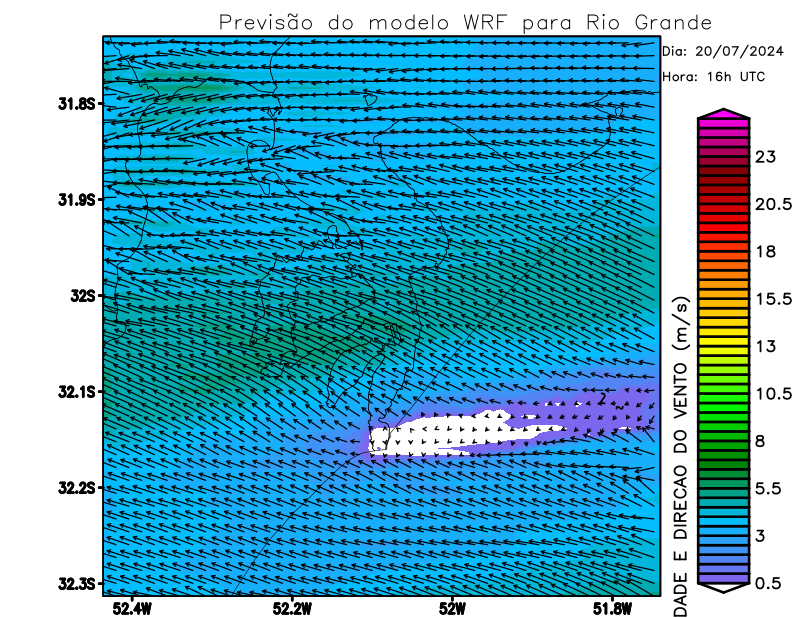 Previsão do modelo WRF para Rio Grande
Dia: 20/07/2024
Hora: 16h UTC
31.8S
31.9S
32S
32.1S
32.2S
32.3S
52.4W
52.2W
52W
51.8W
2
DADE E DIRECAO DO VENTO (m/s)
23
20.5
18
15.5
13
10.5
8
5.5
3
0.5